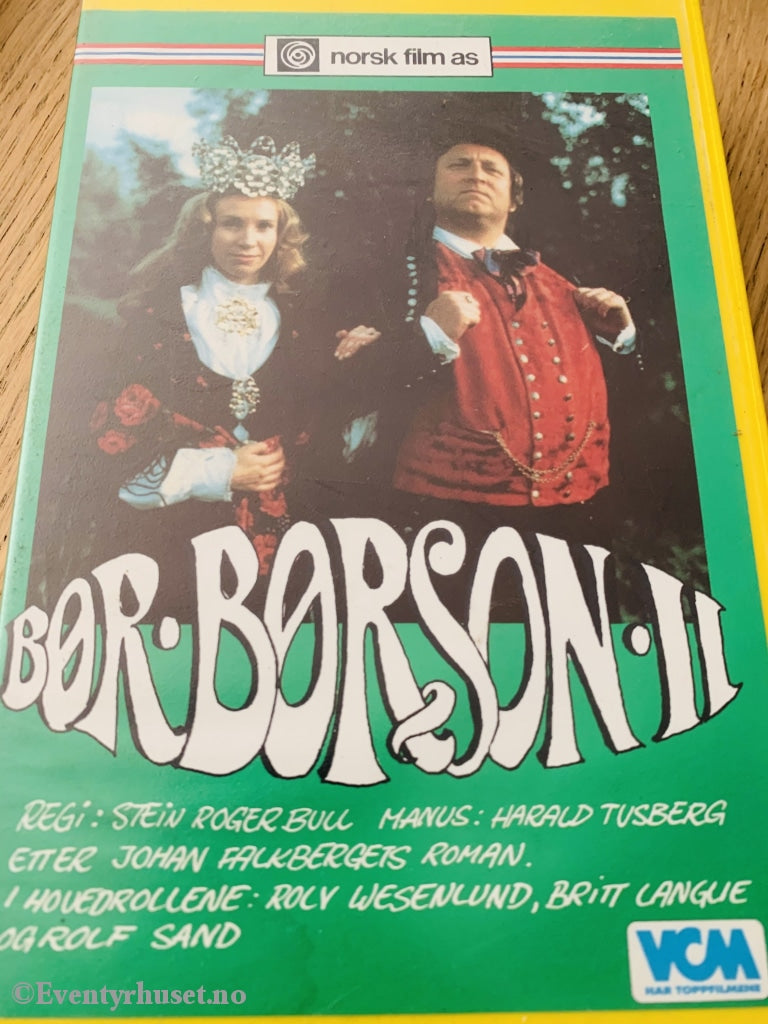 norsk film as
BØR·BØRSON·II
REGI: STEIN ROGER BULL MANUS: HARALD TUSBERG
ETTER JOHAN FALKBERGETS ROMAN.
I HOVEDROLLENE: ROLV WESENLUND, BRITT LANGLIE
OG ROLF SAND
VCM
HAR TOPPFILMENE
©Eventyrhuset.no